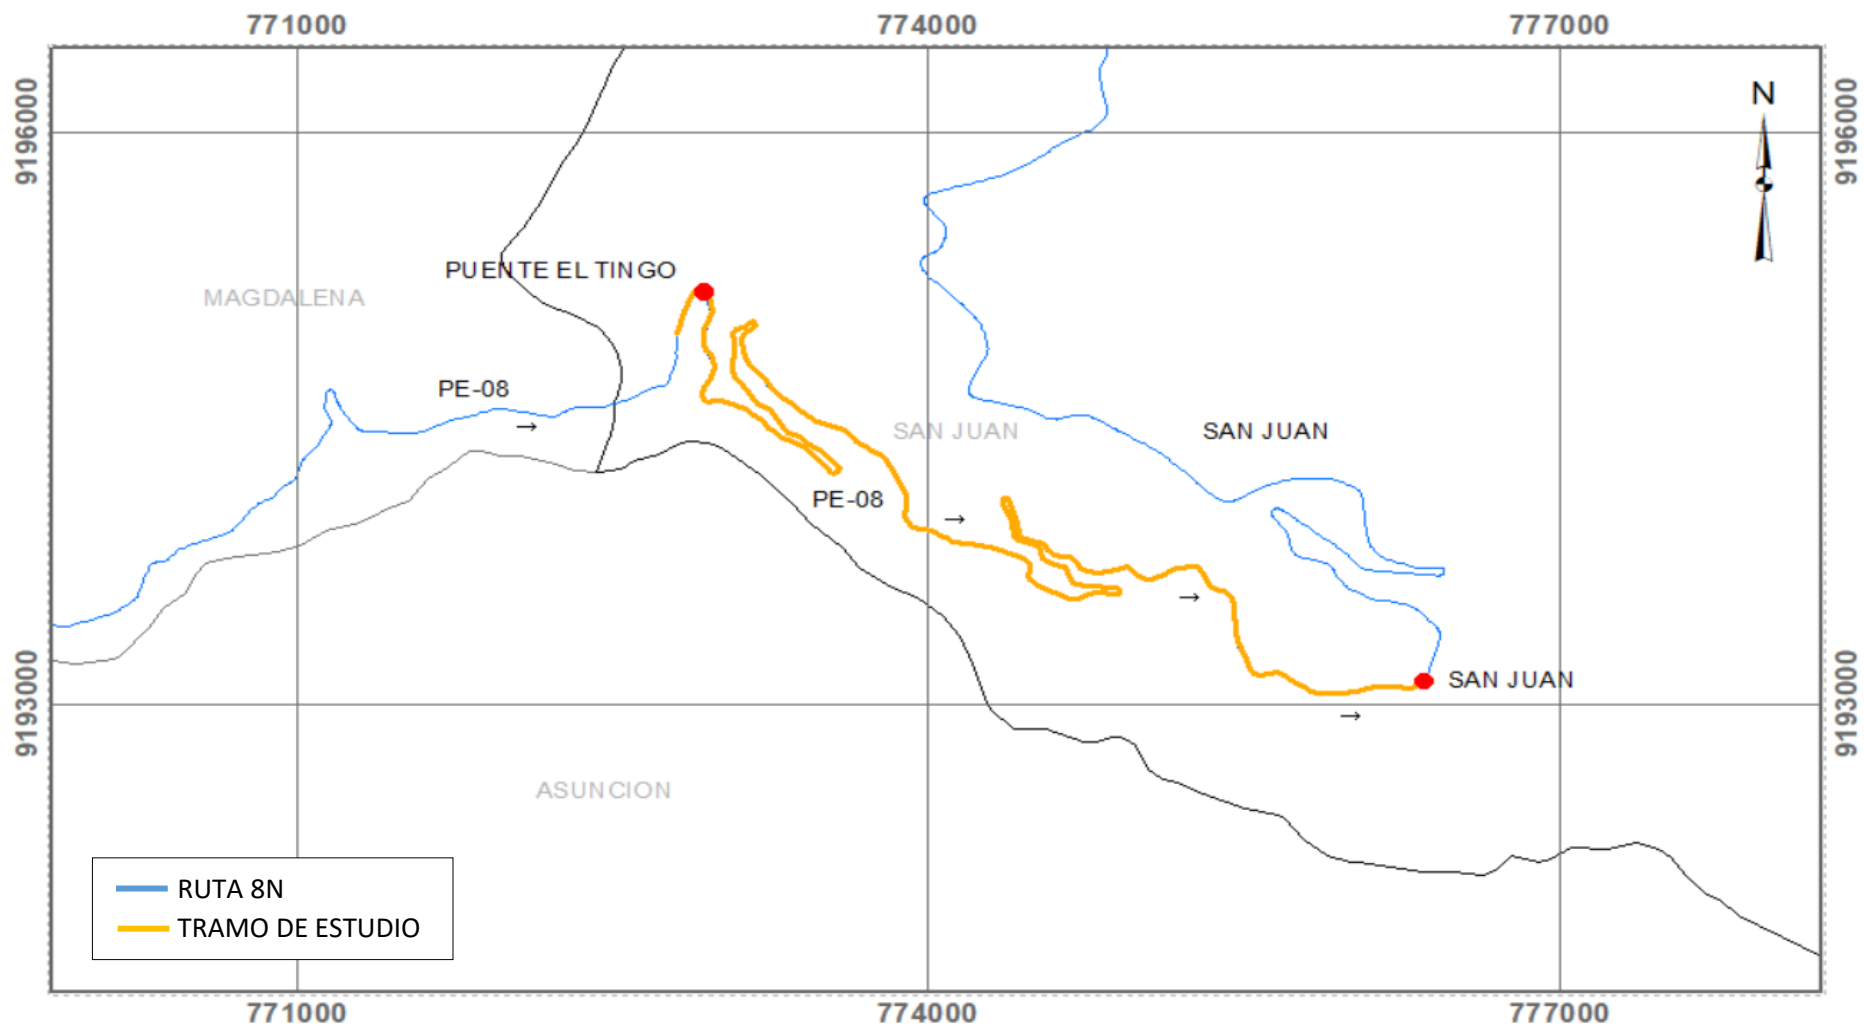 771000 774000 777000
9196000 9196000
N
PUENTE EL TINGO
MAGDALENA
PE-08
SAN JUAN SAN JUAN
PE-08
→
→
→
→
SAN JUAN
9193000 9193000
ASUNCION
RUTA 8N
TRAMO DE ESTUDIO
771000 774000 777000